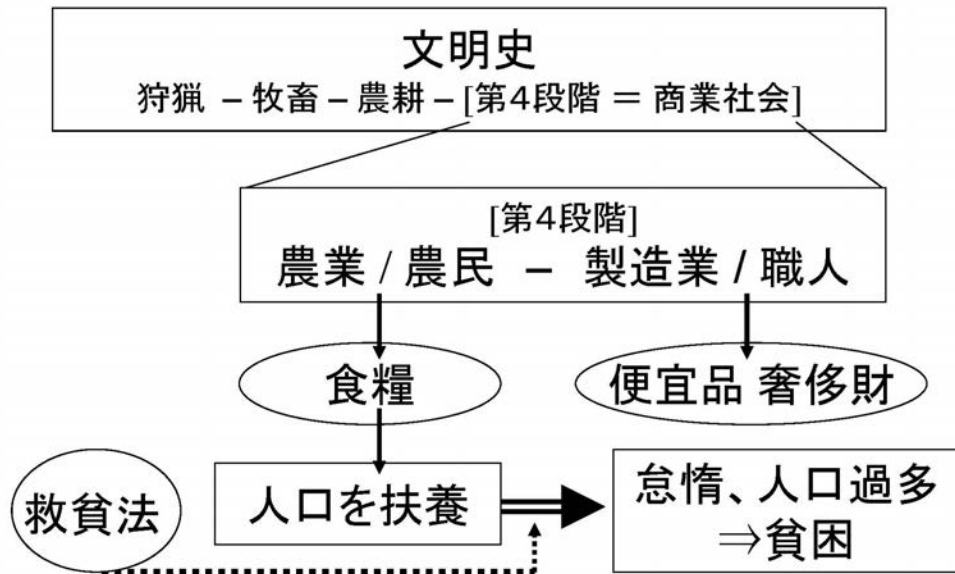 文明史
狩猟 – 牧畜 – 農耕 – [第4段階 = 商業社会]
[第4段階]
農業 / 農民 – 製造業 / 職人
食糧
便宜品 奢侈財
救貧法
人口を扶養
怠惰、人口過多
⇒貧困